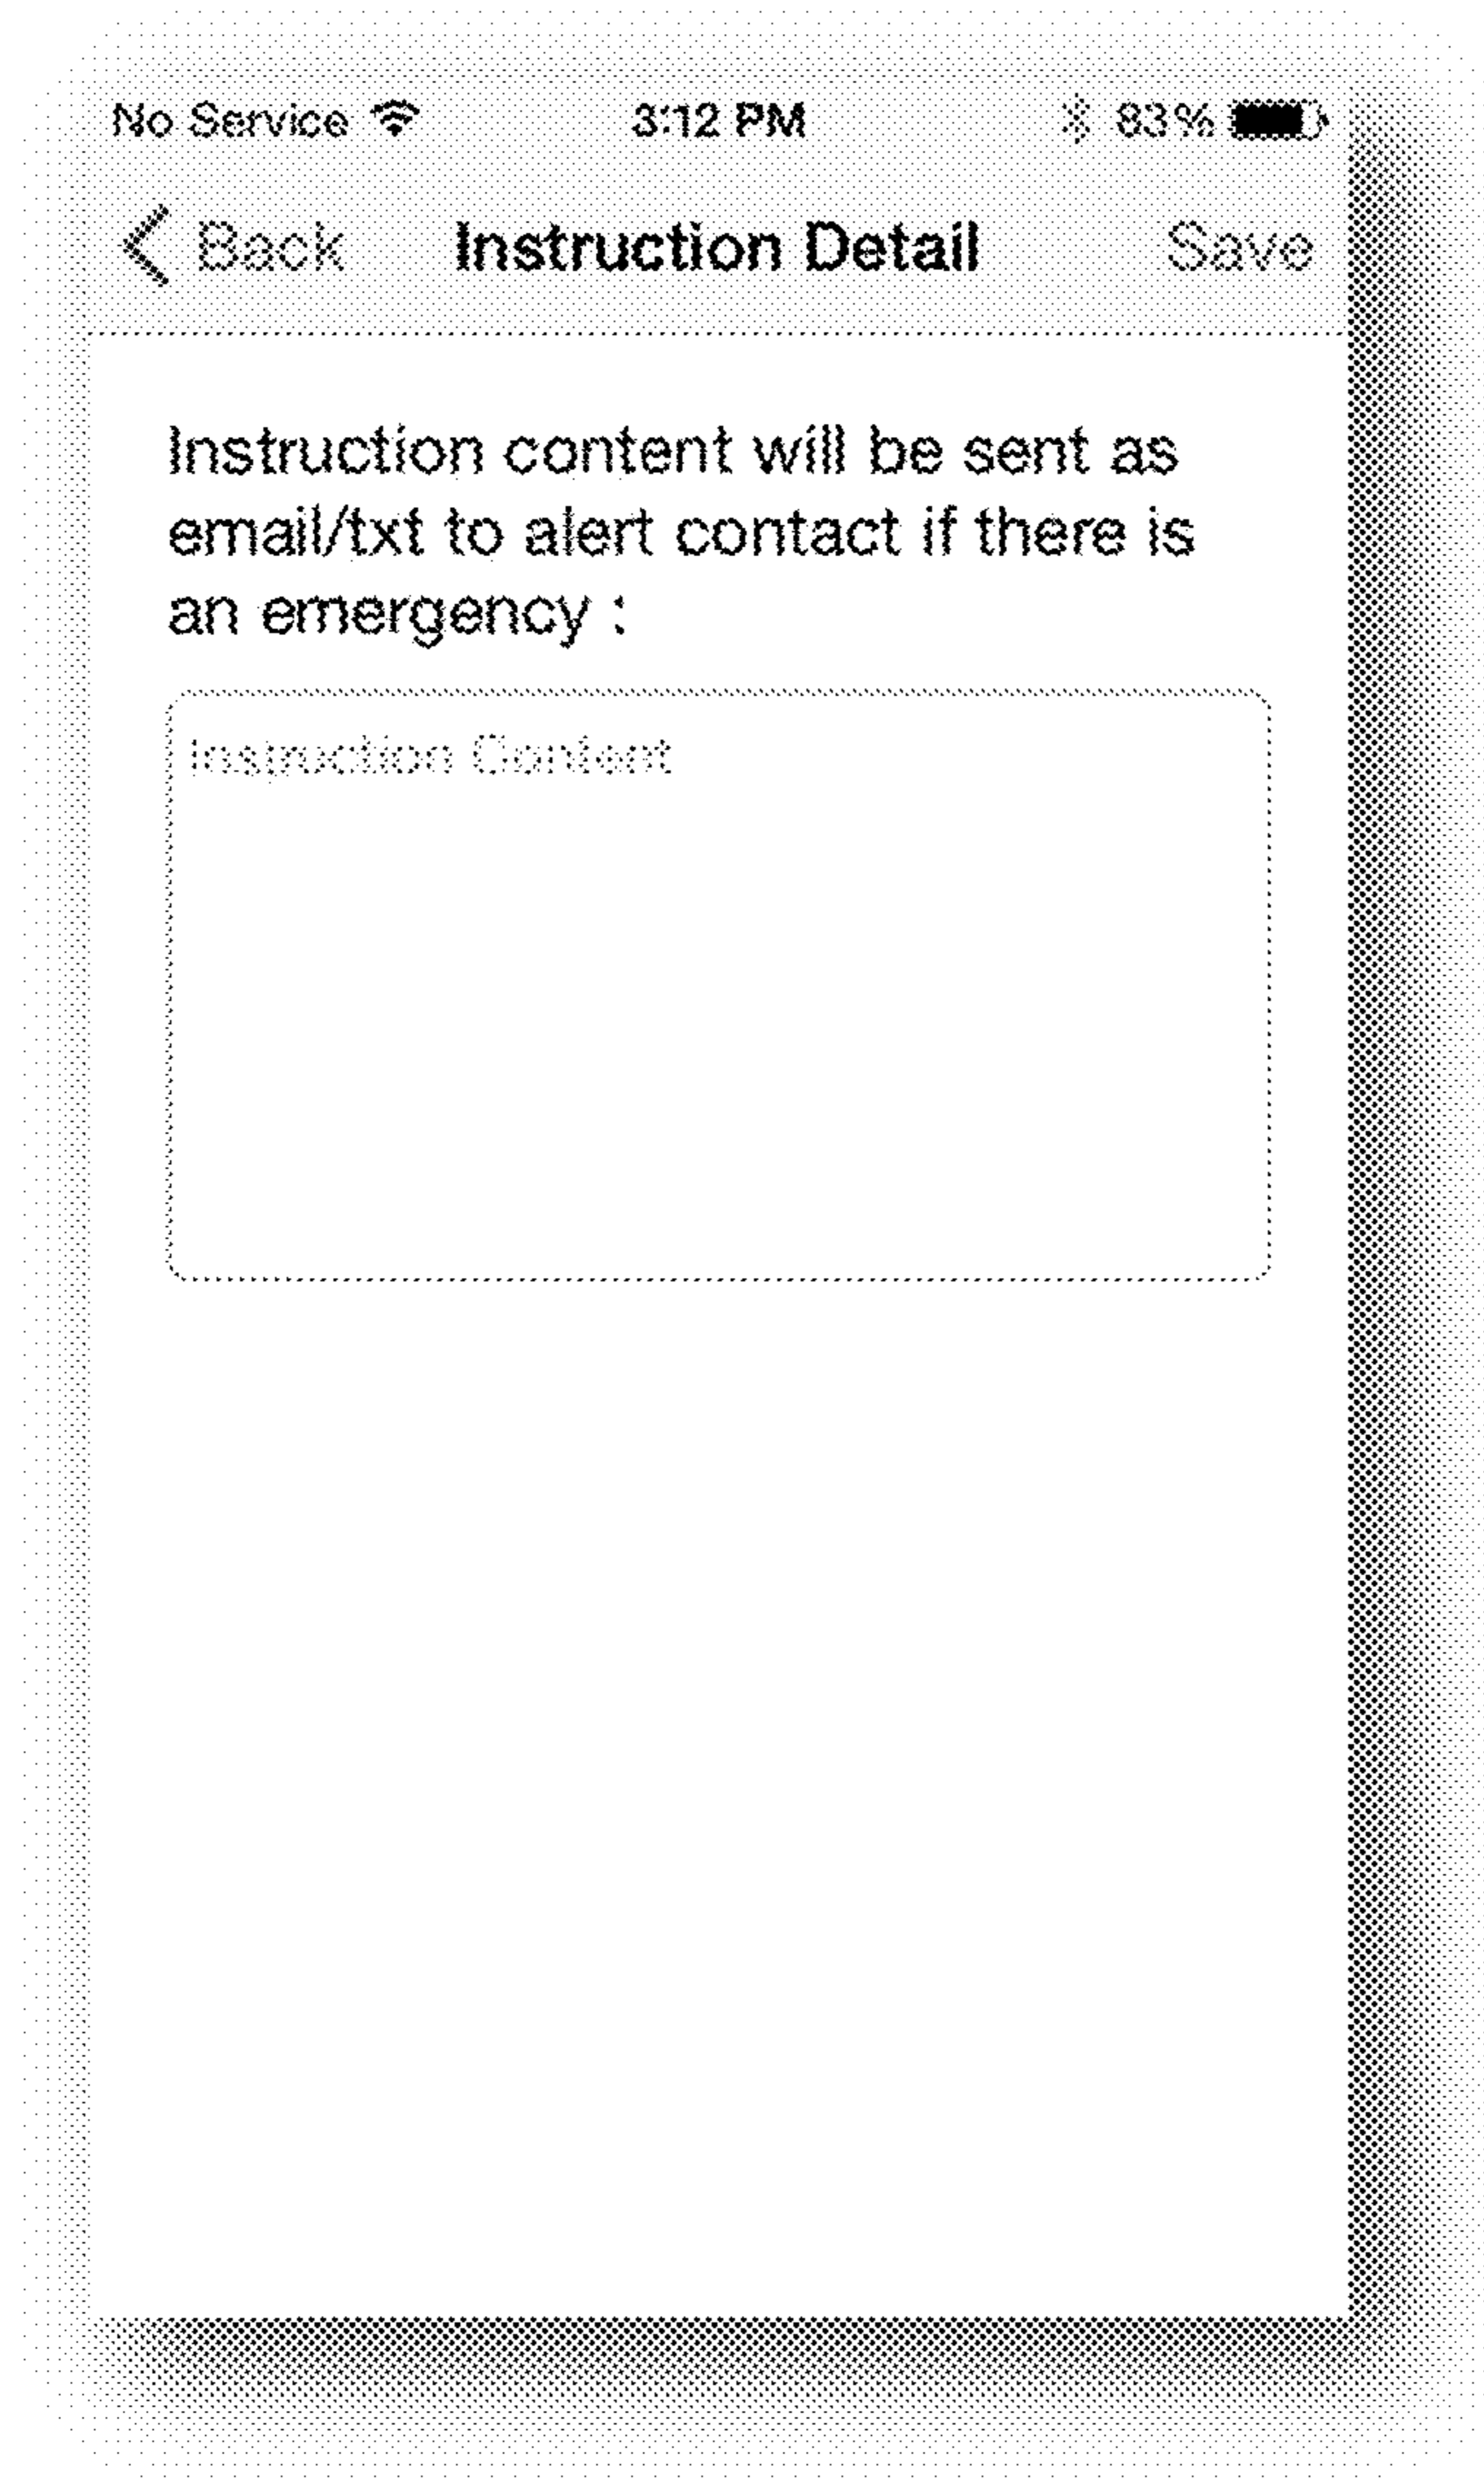 No Service 3:12 PM 83%
Back Instruction Detail Save
Instruction content will be sent as
email/txt to alert contact if there is
an emergency :
Instruction Content